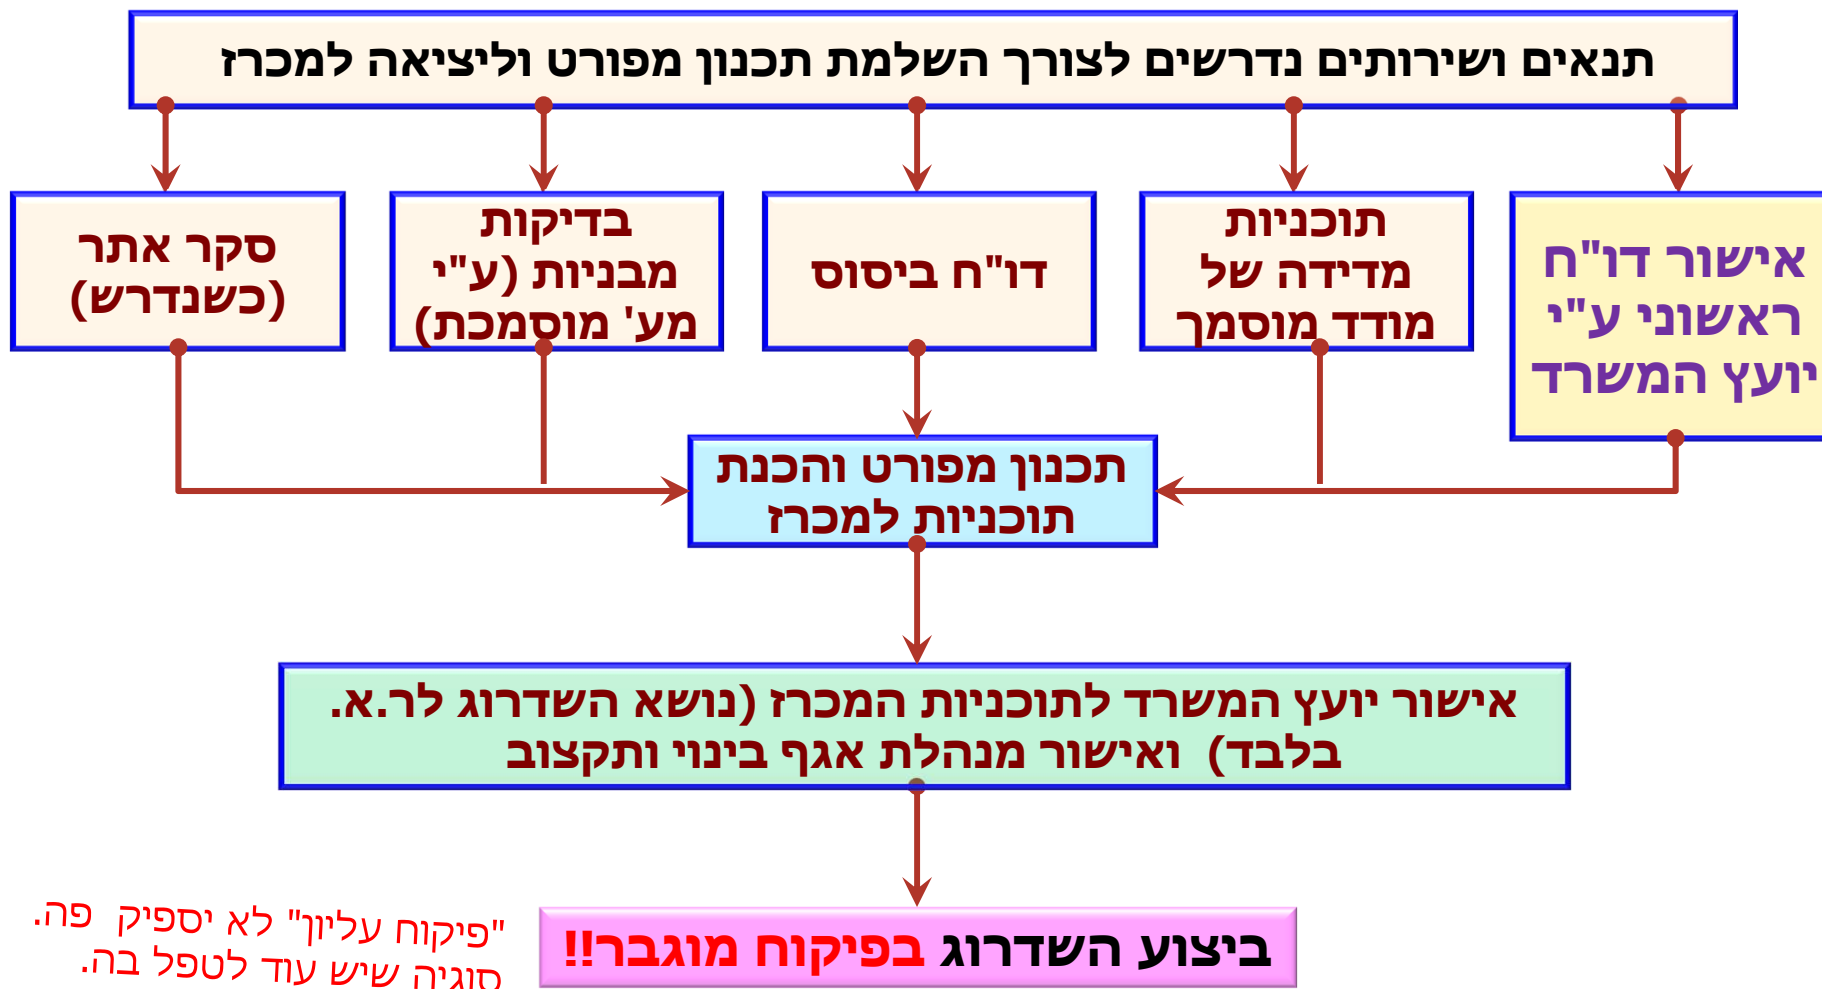 תנאים ושירותים נדרשים לצורך השלמת תכנון מפורט וליציאה למכרז
אישור דו"ח
ראשוני ע"י
יועץ המשרד
תוכניות
מדידה של
מודד מוסמך
דו"ח ביסוס
בדיקות
מבניות (ע"י
מע' מוסמכת)
סקר אתר
(כשנדרש)
תכנון מפורט והכנת
תוכניות למכרז
אישור יועץ המשרד לתוכניות המכרז (נושא השדרוג לר.א.
בלבד) ואישור מנהלת אגף בינוי ותקצוב
ביצוע השדרוג בפיקוח מוגבר!!
"פיקוח עליון" לא יספיק פה.
סוגיה שיש עוד לטפל בה.